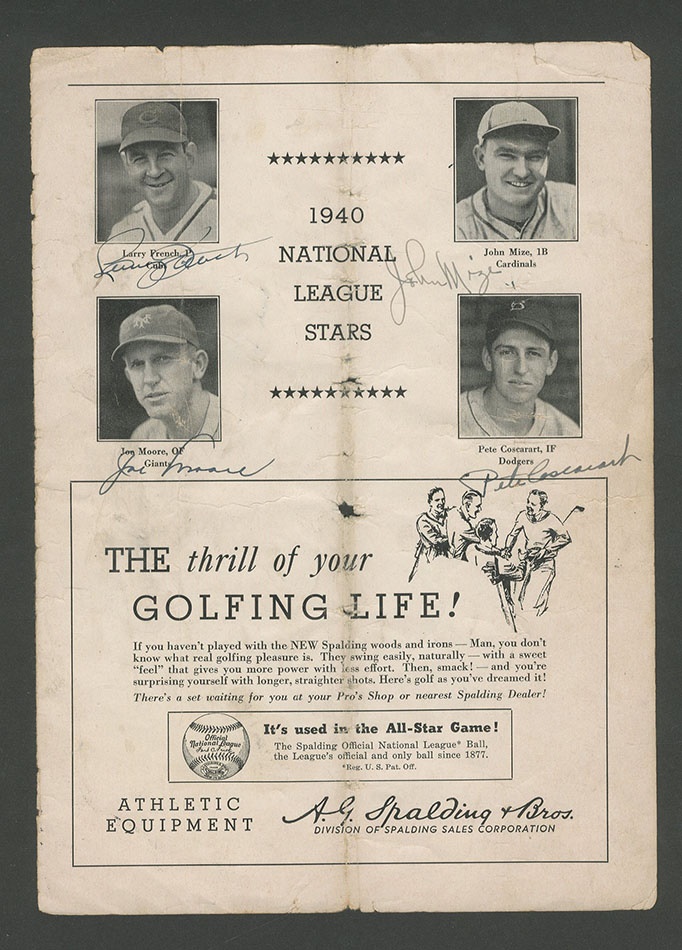 ★★★★★★★★★★
1940
NATIONAL
LEAGUE
STARS
★★★★★★★★★★
C
Larry French, P
Cubs
Larry French
John Mize, 1B
Cardinals
John Mize
NY
Joe Moore, OF
Giants
Joe Moore
B
Pete Coscarart, IF
Dodgers
Pete Coscarart
THE thrill of your
GOLFING LIFE!
If you haven't played with the NEW Spalding woods and irons — Man, you don't
know what real golfing pleasure is. They swing easily, naturally — with a sweet
"feel" that gives you more power with less effort. Then, smack! — and you're
surprising yourself with longer, straighter shots. Here's golf as you've dreamed it!
There's a set waiting for you at your Pro's Shop or nearest Spalding Dealer!
Official
National League
It's used in the All-Star Game!
The Spalding Official National League* Ball,
the League's official and only ball since 1877.
*Reg. U. S. Pat. Off.
ATHLETIC
EQUIPMENT
A. G. Spalding & Bros.
DIVISION OF SPALDING SALES CORPORATION